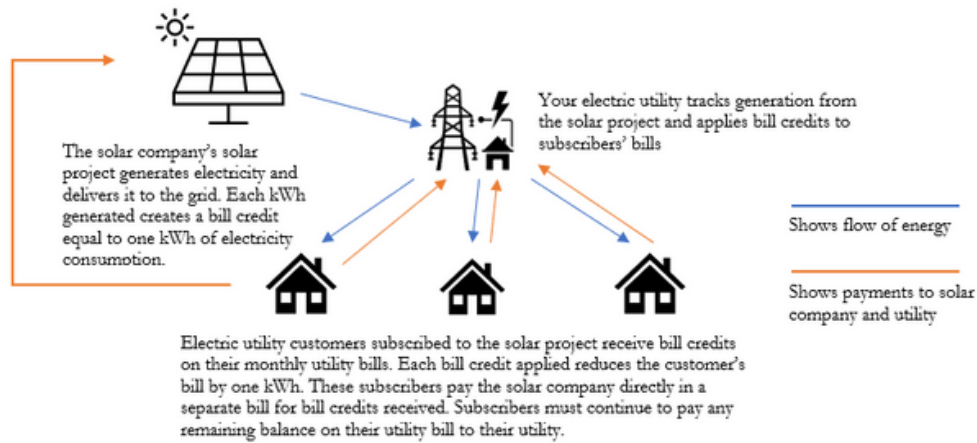 Your electric utility tracks generation from
the solar project and applies bill credits to
subscribers' bills
The solar company's solar
project generates electricity and
delivers it to the grid. Each kWh
generated creates a bill credit
equal to one kWh of electricity
consumption.
Shows flow of energy
Shows payments to solar
company and utility
Electric utility customers subscribed to the solar project receive bill credits
on their monthly utility bills. Each bill credit applied reduces the customer's
bill by one kWh. These subscribers pay the solar company directly in a
separate bill for bill credits received. Subscribers must continue to pay any
remaining balance on their utility bill to their utility.